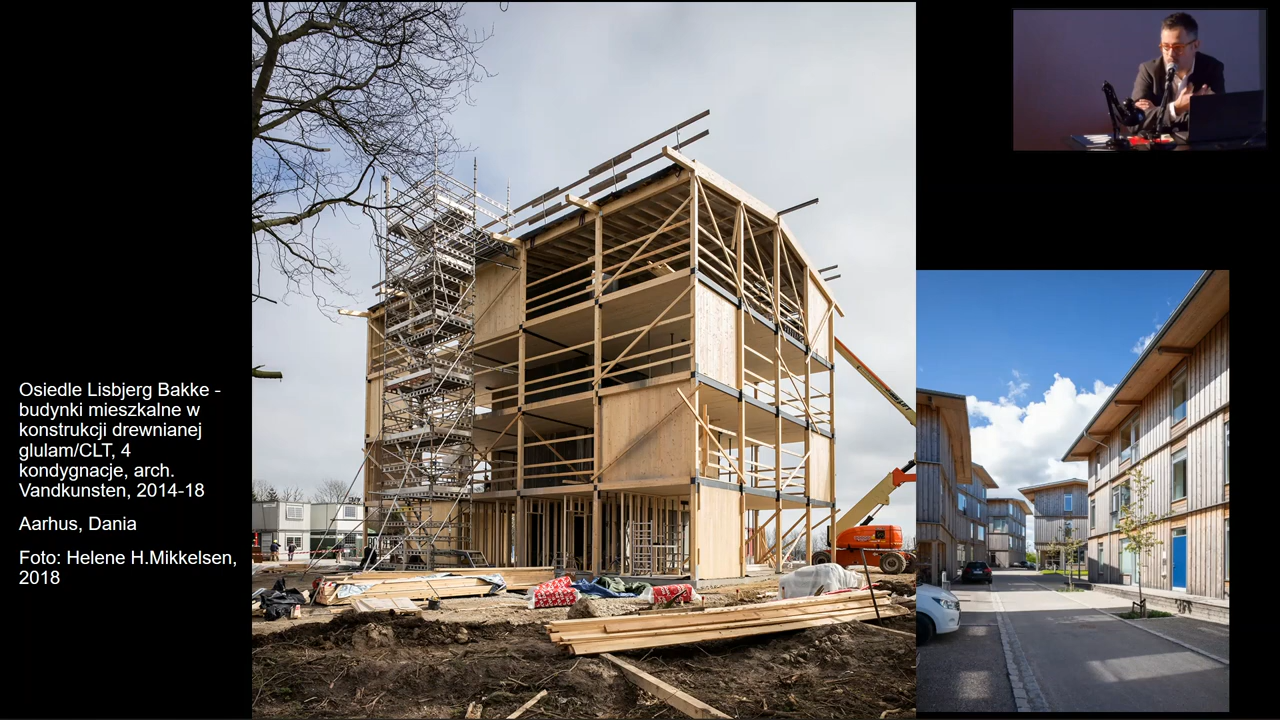 Osiedle Lisbjerg Bakke -
budynki mieszkalne w
konstrukcji drewnianej
glulam/CLT, 4
kondygnacje, arch.
Vandkunsten, 2014-18
Aarhus, Dania
Foto: Helene H.Mikkelsen,
2018